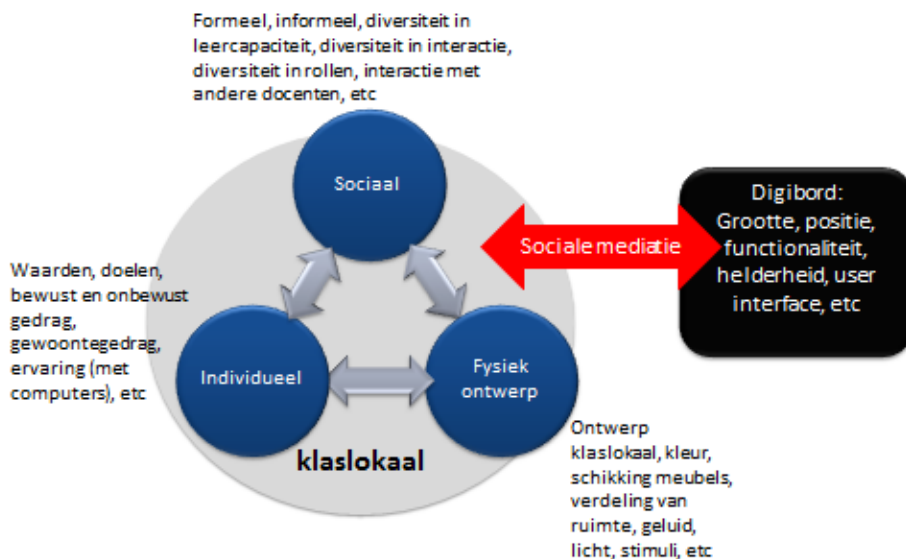 Formeel, informeel, diversiteit in
leercapaciteit, diversiteit in interactie,
diversiteit in rollen, interactie met
andere docenten, etc
Sociaal
Digibord:
Grootte, positie,
functionaliteit,
helderheid, user
interface, etc
Sociale mediatie
Waarden, doelen,
bewust en onbewust
gedrag,
gewoontegedrag,
ervaring (met
computers), etc
Individueel
Fysiek
ontwerp
klaslokaal
Ontwerp
klaslokaal, kleur,
schikking meubels,
verdeling van
ruimte, geluid,
licht, stimuli, etc